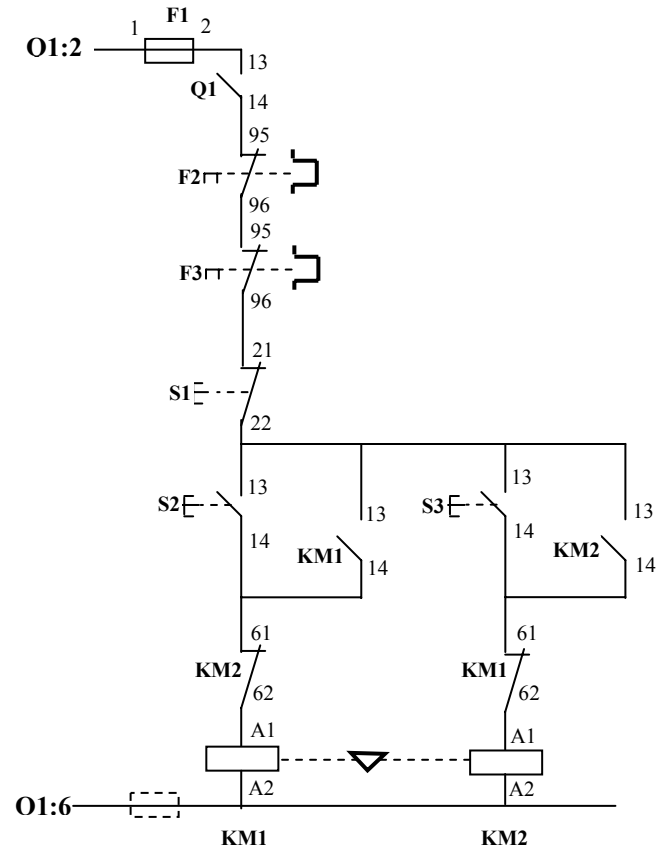 F1
1 2
O1:2
13
Q1
14
95
F2
96
95
F3
96
21
S1
22
13 13
S2 S3
13 13
14 14
KM1 KM2
14 14
61 61
KM2 KM1
62 62
A1 A1
A2 A2
O1:6
KM1 KM2